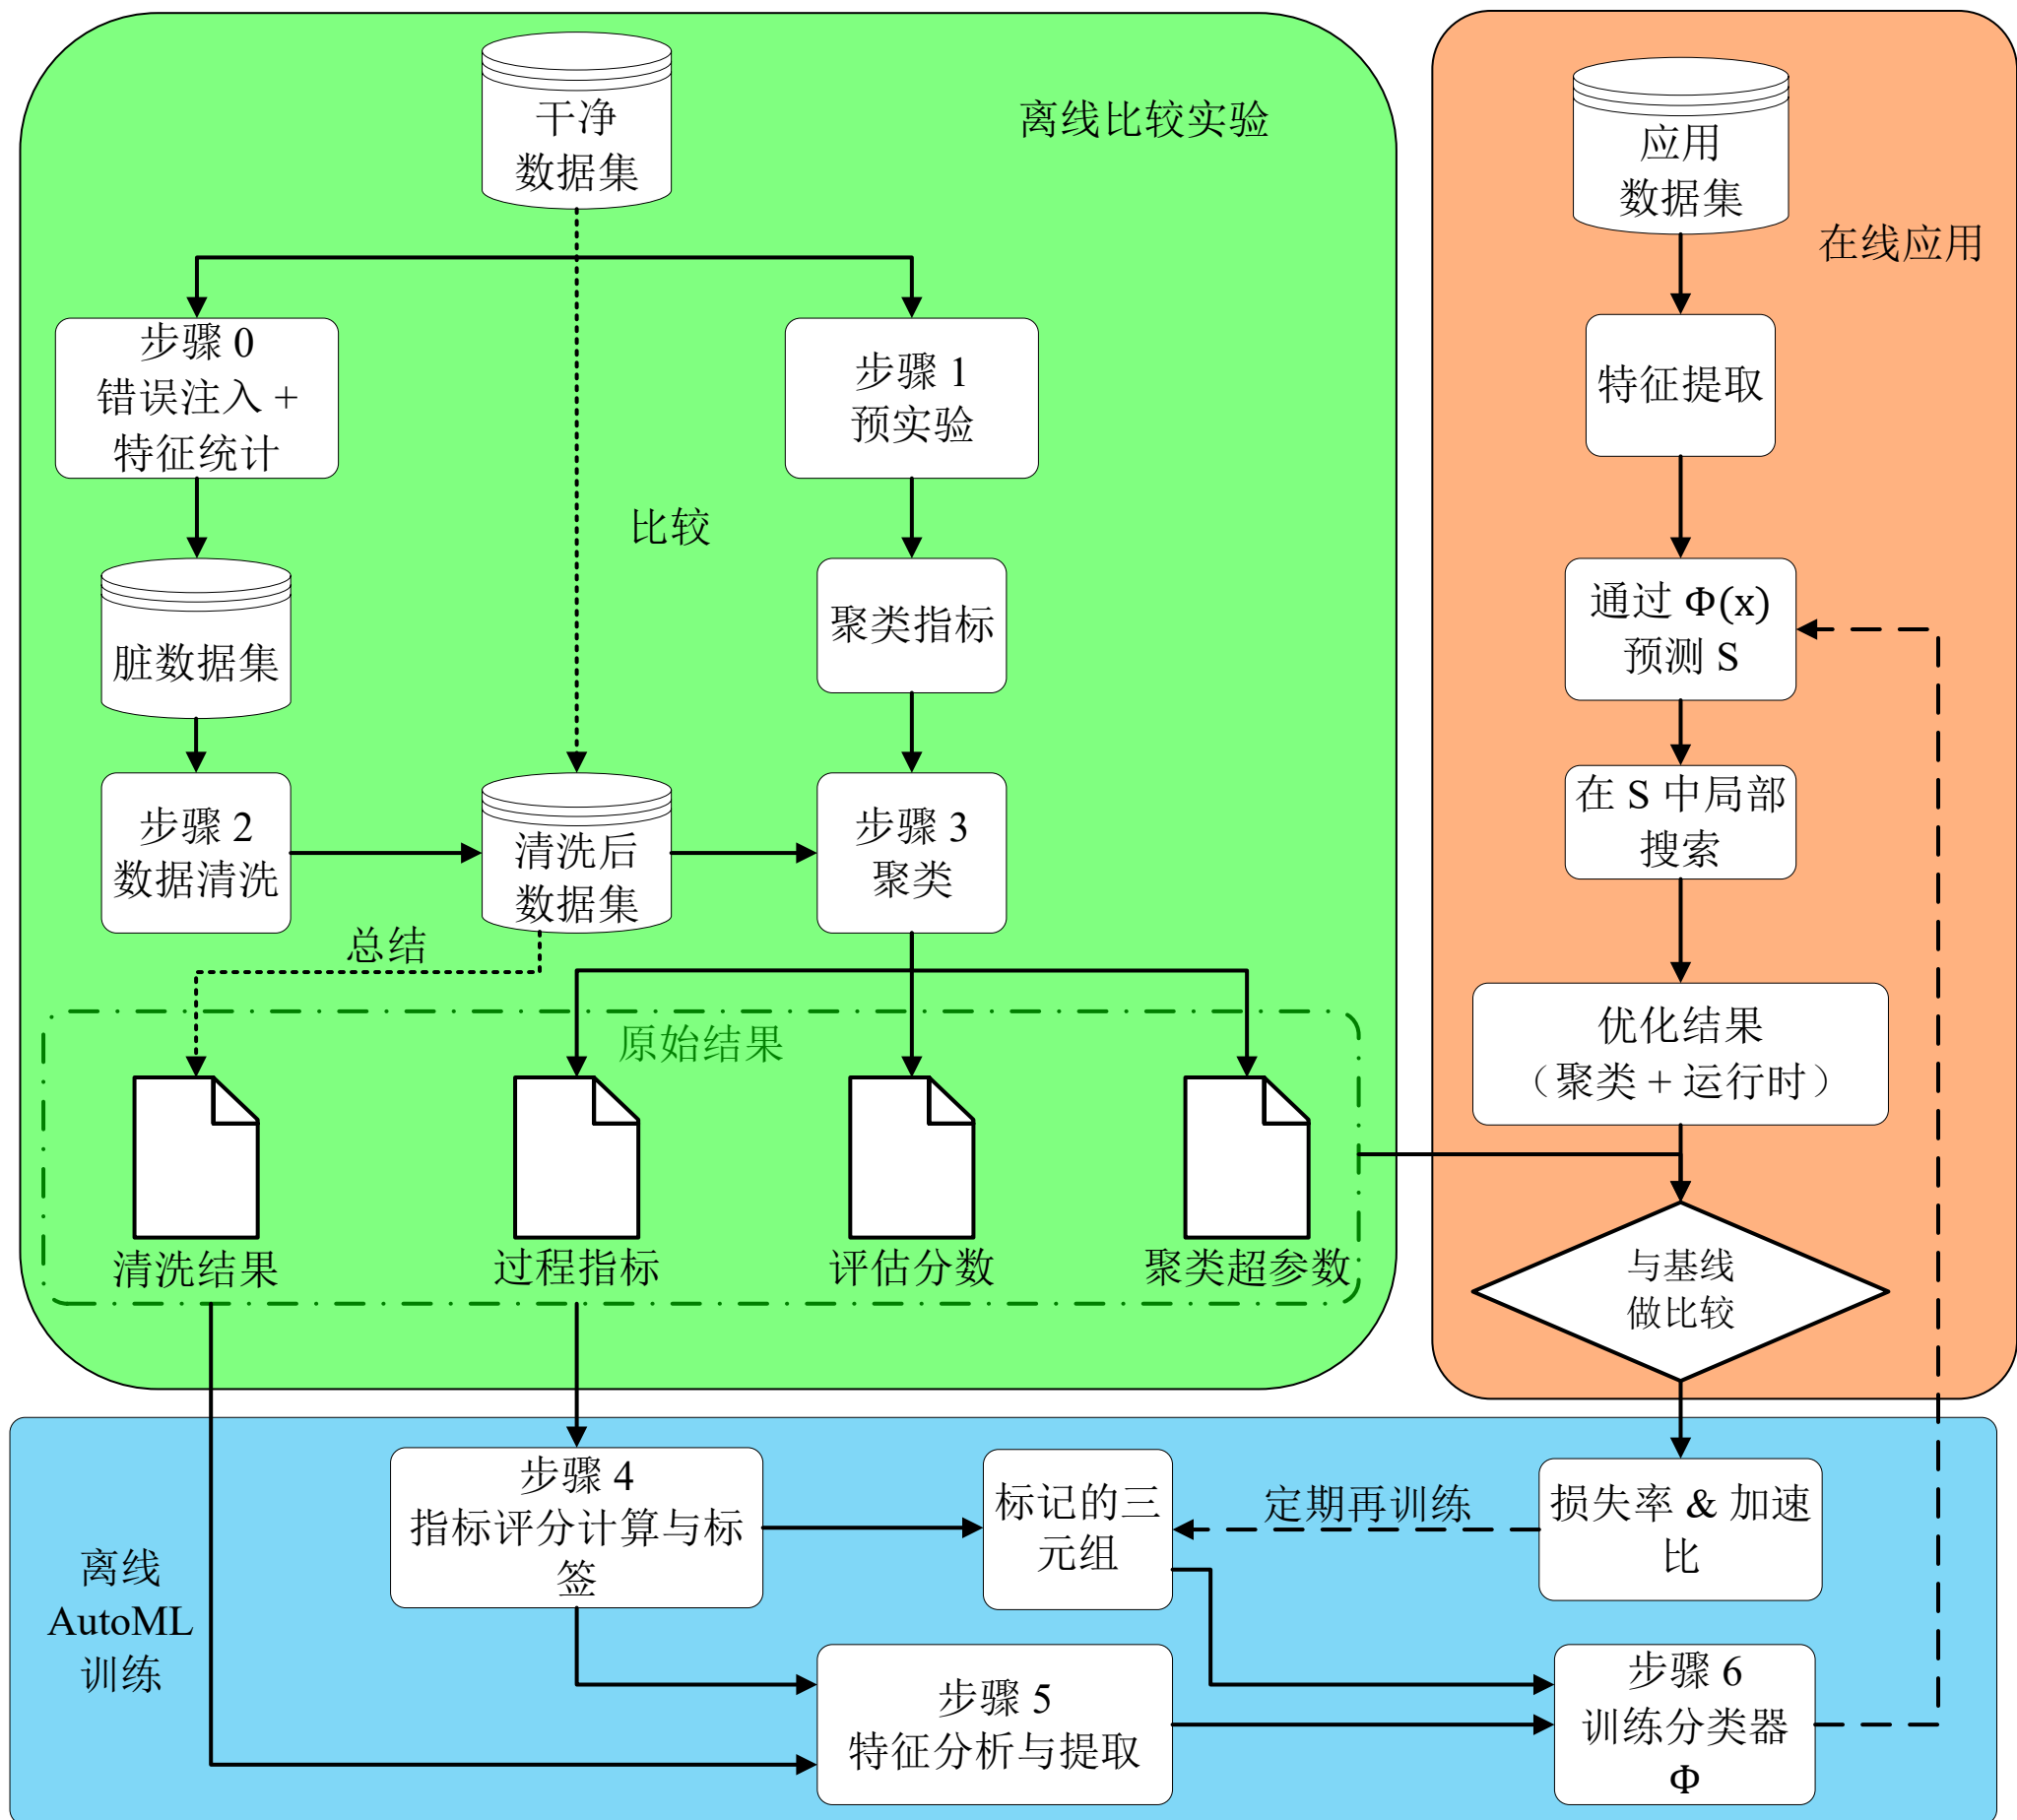 干净
数据集
离线比较实验
步骤 0
错误注入 +
特征统计
步骤 1
预实验
比较
脏数据集
聚类指标
步骤 2
数据清洗
清洗后
数据集
步骤 3
聚类
总结
原始结果
清洗结果
过程指标
评估分数
聚类超参数
应用
数据集
在线应用
特征提取
通过 Φ(x)
预测 S
在 S 中局部
搜索
优化结果
（聚类 + 运行时）
与基线
做比较
离线
AutoML
训练
步骤 4
指标评分计算与标
签
标记的三
元组
定期再训练
损失率 & 加速
比
步骤 5
特征分析与提取
步骤 6
训练分类器
Φ